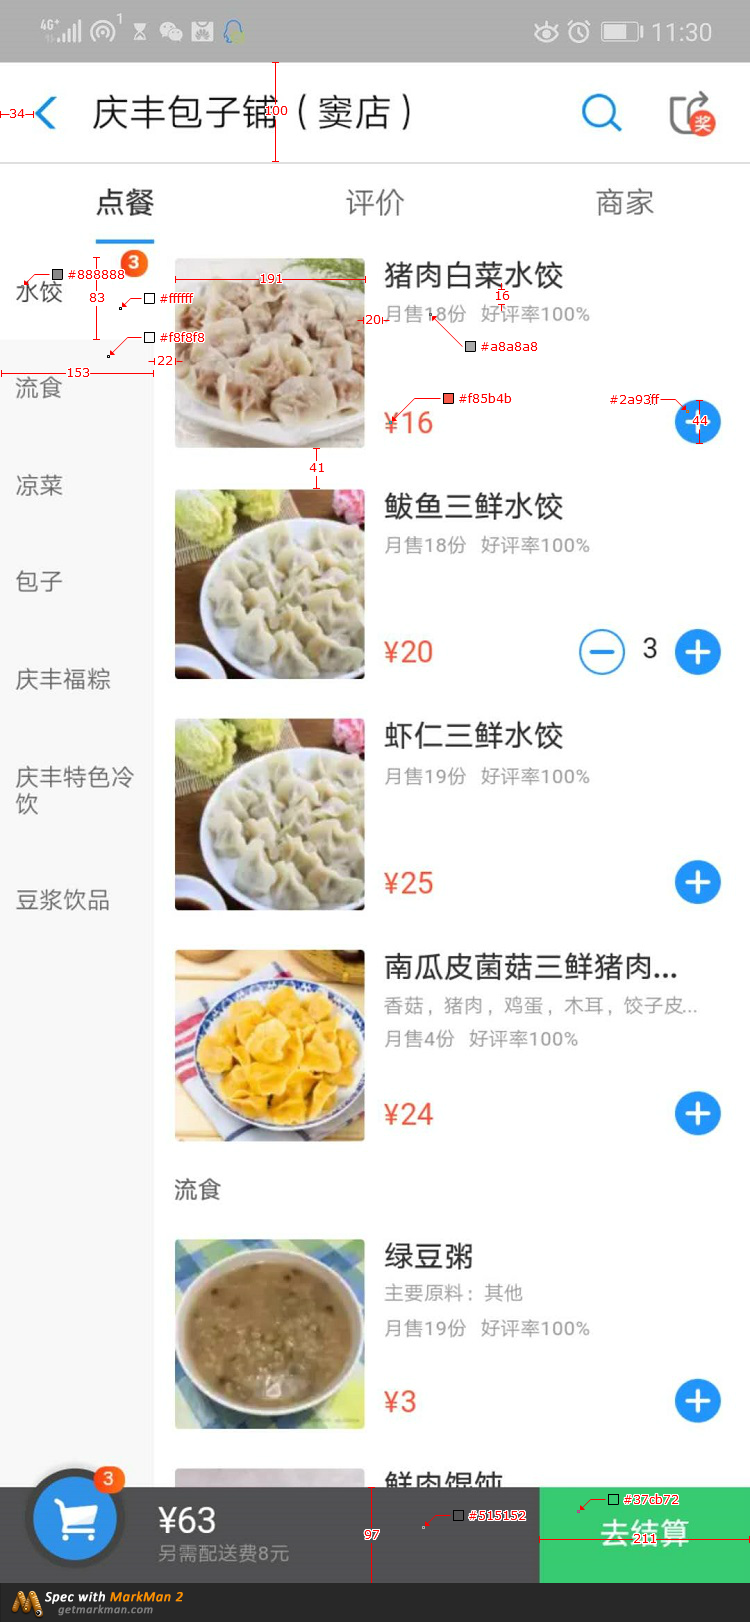 4G+ 1 11:30
庆丰包子铺（窦店） 奖
34 100
点餐 评价 商家
#888888 3
水饺 83 #ffffff
#f8f8f8
153 22
流食
凉菜
包子
庆丰福粽
庆丰特色冷
饮
豆浆饮品
191
猪肉白菜水饺
16
月售18份 好评率100%
20
#a8a8a8
#f85b4b #2a93ff
¥16 44
41
鲅鱼三鲜水饺
月售18份 好评率100%
¥20 3
虾仁三鲜水饺
月售19份 好评率100%
¥25
南瓜皮菌菇三鲜猪肉...
香菇，猪肉，鸡蛋，木耳，饺子皮...
月售4份 好评率100%
¥24
流食
绿豆粥
主要原料：其他
月售19份 好评率100%
¥3
鲜肉馄饨
3
¥63 97 #515152 #37cb72
去结算 211
另需配送费8元
Spec with MarkMan 2
getmarkman.com